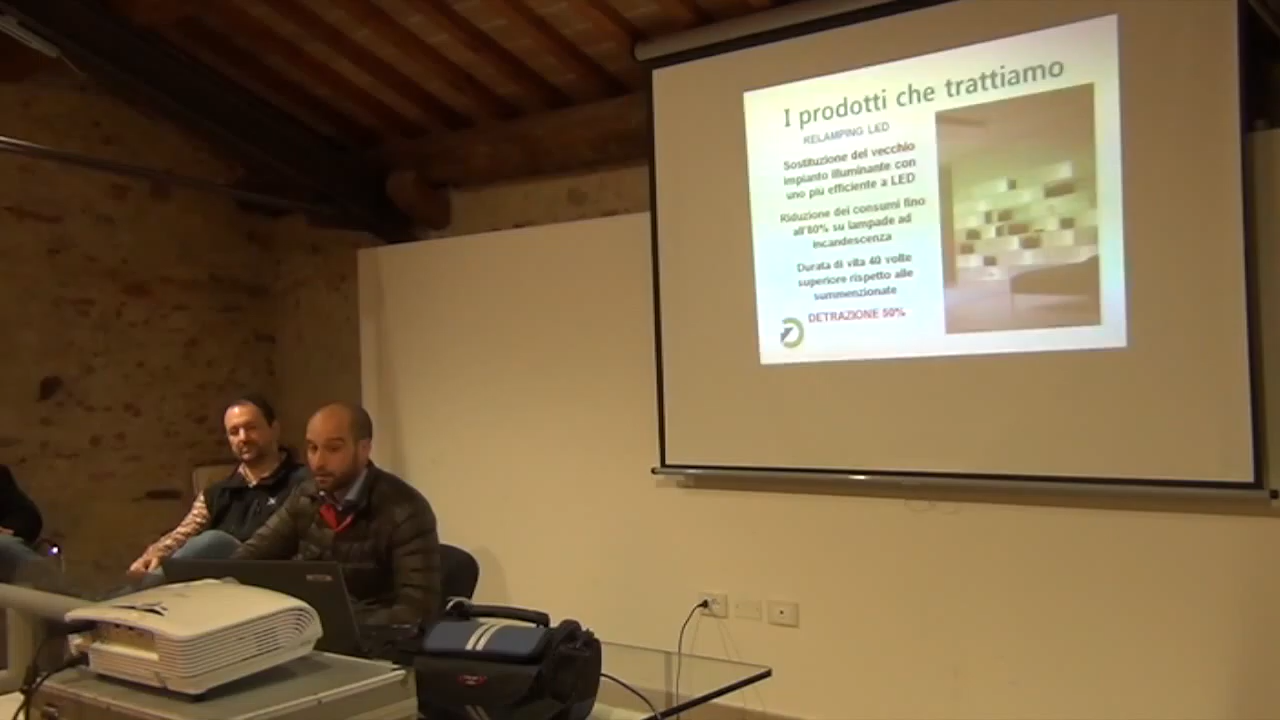 I prodotti che trattiamo
RELAMPING LED
Sostituzione del vecchio
impianto illuminante con
uno più efficiente a LED
Riduzione dei consumi fino
all'80% su lampade ad
incandescenza
Durata di vita 40 volte
superiore rispetto alle
summenzionate
DETRAZIONE 50%